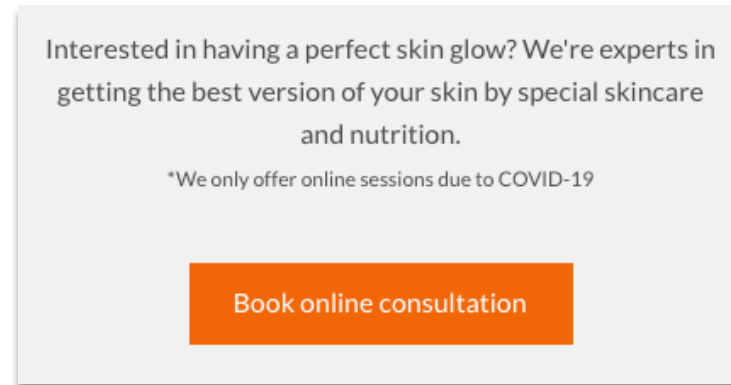 Interested in having a perfect skin glow? We're experts in
getting the best version of your skin by special skincare
and nutrition.
*We only offer online sessions due to COVID-19
Book online consultation